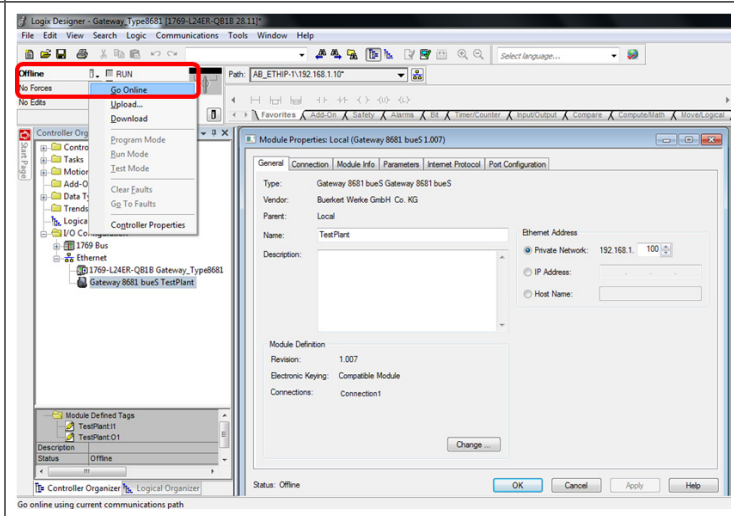 Logix Designer - Gateway_Type8681 [1769-L24ER-QB1B 28.11]*
File Edit View Search Logic Communications Tools Window Help
Select language...
Offline RUN
Path: AB_ETHIP-1\192.168.1.10*
No Forces
No Edits
Go Online
Upload...
Download
Program Mode
Run Mode
Test Mode
Clear Faults
Go To Faults
Controller Properties
Favorites Add-On Safety Alarms Bit Timer/Counter Input/Output Compare Compute/Math Move/Logical
Start Page
Controller Org
Contro
Tasks
Motion
Add-O
Data T
Trends
Logica
I/O Co
1769 Bus
Ethernet
1769-L24ER-QB1B Gateway_Type8681
Gateway 8681 bueS TestPlant
Module Defined Tags
TestPlant:I1
TestPlant:O1
Description
Status Offline
Controller Organizer Logical Organizer
Go online using current communications path
Module Properties: Local (Gateway 8681 bueS 1.007)
General Connection Module Info Parameters Internet Protocol Port Configuration
Type: Gateway 8681 bueS Gateway 8681 bueS
Vendor: Buerkert Werke GmbH Co. KG
Parent: Local
Name: TestPlant
Description:
Ethernet Address
Private Network: 192.168.1. 100
IP Address:
Host Name:
Module Definition
Revision: 1.007
Electronic Keying: Compatible Module
Connections: Connection1
Change ...
Status: Offline
OK Cancel Apply Help